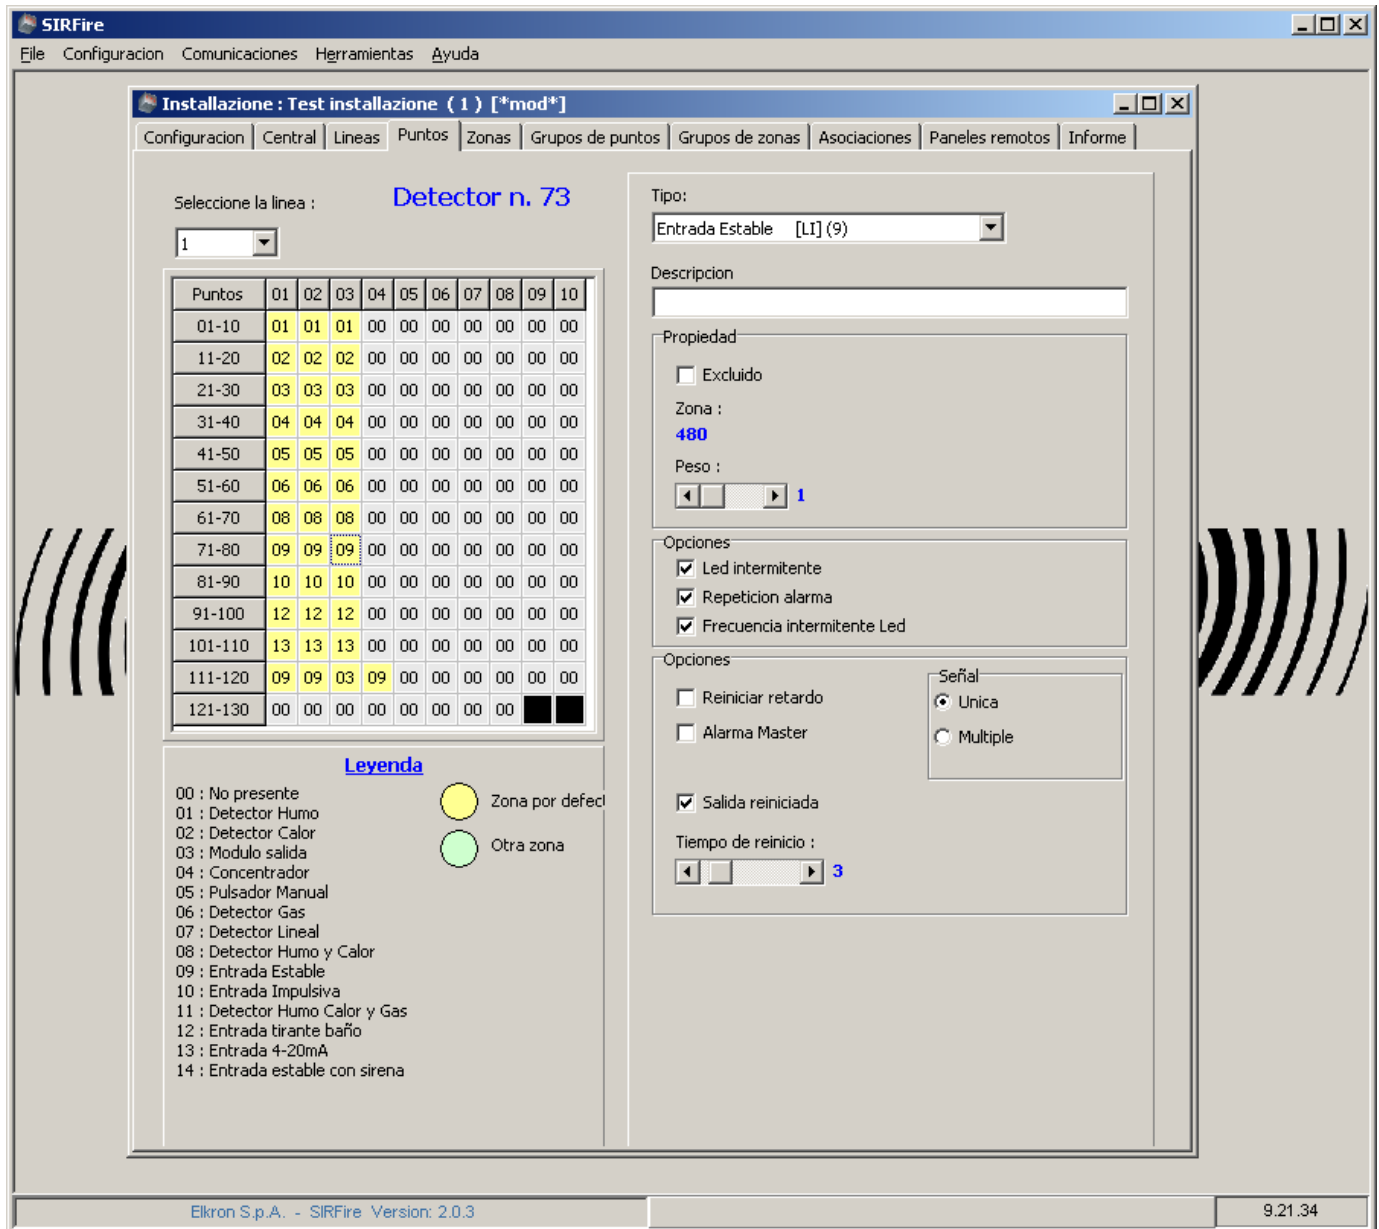 SIRFire
File Configuracion Comunicaciones Herramientas Ayuda
Installazione : Test installazione ( 1 ) [*mod*]
Configuracion Central Lineas Puntos Zonas Grupos de puntos Grupos de zonas Asociaciones Paneles remotos Informe
Seleccione la linea :
Detector n. 73
1
Puntos 01 02 03 04 05 06 07 08 09 10
01-10 01 01 01 00 00 00 00 00 00 00
11-20 02 02 02 00 00 00 00 00 00 00
21-30 03 03 03 00 00 00 00 00 00 00
31-40 04 04 04 00 00 00 00 00 00 00
41-50 05 05 05 00 00 00 00 00 00 00
51-60 06 06 06 00 00 00 00 00 00 00
61-70 08 08 08 00 00 00 00 00 00 00
71-80 09 09 09 00 00 00 00 00 00 00
81-90 10 10 10 00 00 00 00 00 00 00
91-100 12 12 12 00 00 00 00 00 00 00
101-110 13 13 13 00 00 00 00 00 00 00
111-120 09 09 03 09 00 00 00 00 00 00
121-130 00 00 00 00 00 00 00 00
Leyenda
00 : No presente
01 : Detector Humo
02 : Detector Calor
03 : Modulo salida
04 : Concentrador
05 : Pulsador Manual
06 : Detector Gas
07 : Detector Lineal
08 : Detector Humo y Calor
09 : Entrada Estable
10 : Entrada Impulsiva
11 : Detector Humo Calor y Gas
12 : Entrada tirante baño
13 : Entrada 4-20mA
14 : Entrada estable con sirena
Zona por defect
Otra zona
Tipo:
Entrada Estable [LI] (9)
Descripcion
Propiedad
Excluido
Zona :
480
Peso :
1
Opciones
Led intermitente
Repeticion alarma
Frecuencia intermitente Led
Opciones
Reiniciar retardo
Alarma Master
Señal
Unica
Multiple
Salida reiniciada
Tiempo de reinicio :
3
Elkron S.p.A. - SIRFire Version: 2.0.3
9.21.34